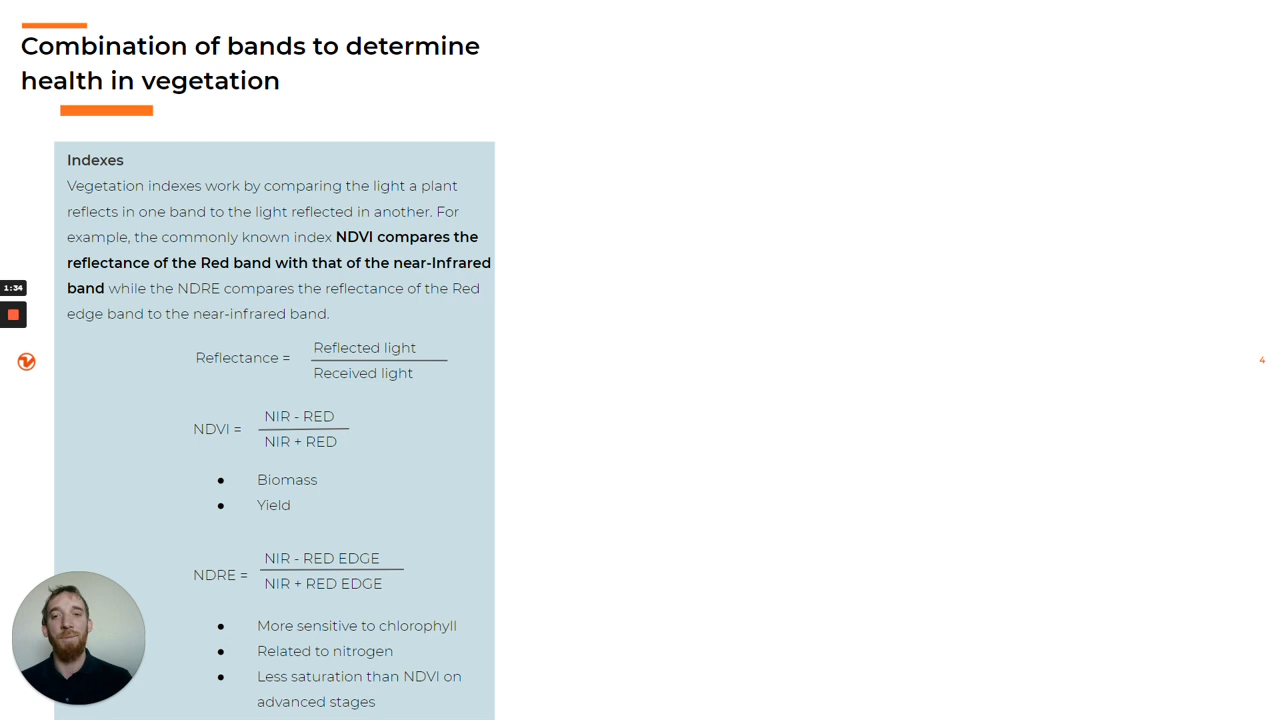 Combination of bands to determine
health in vegetation
Indexes
Vegetation indexes work by comparing the light a plant
reflects in one band to the light reflected in another. For
example, the commonly known index NDVI compares the
reflectance of the Red band with that of the near-Infrared
band while the NDRE compares the reflectance of the Red
edge band to the near-infrared band.
1:34
Reflectance =
Reflected light
Received light
4
NDVI =
NIR - RED
NIR + RED
● Biomass
● Yield
NDRE =
NIR - RED EDGE
NIR + RED EDGE
● More sensitive to chlorophyll
● Related to nitrogen
● Less saturation than NDVI on
advanced stages